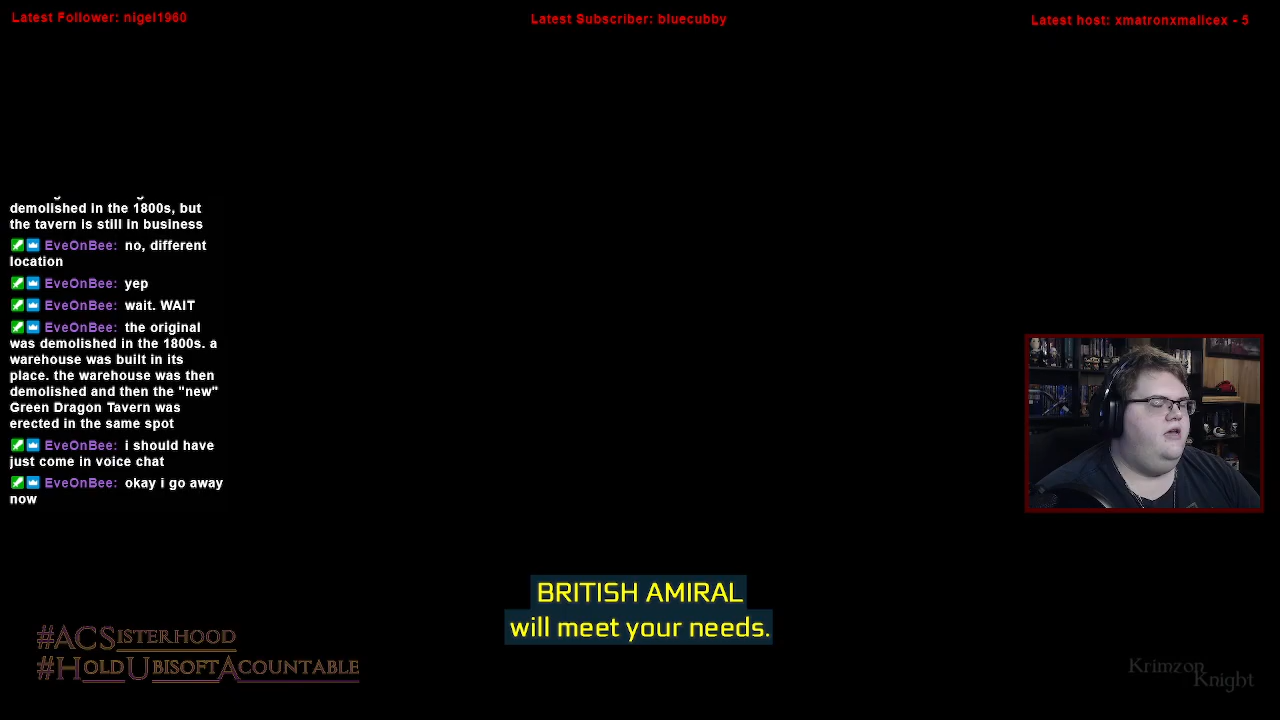 Latest Follower: nigel1960
Latest Subscriber: bluecubby
Latest host: xmatronxmalicex - 5
demolished in the 1800s, but
the tavern is still in business
EveOnBee: no, different
location
EveOnBee: yep
EveOnBee: wait. WAIT
EveOnBee: the original
was demolished in the 1800s. a
warehouse was built in its
place. the warehouse was then
demolished and then the "new"
Green Dragon Tavern was
erected in the same spot
EveOnBee: i should have
just come in voice chat
EveOnBee: okay i go away
now
BRITISH AMIRAL
will meet your needs.
#ACSisterhood
#HoldUbisoftAcountable
Krimzon
Knight